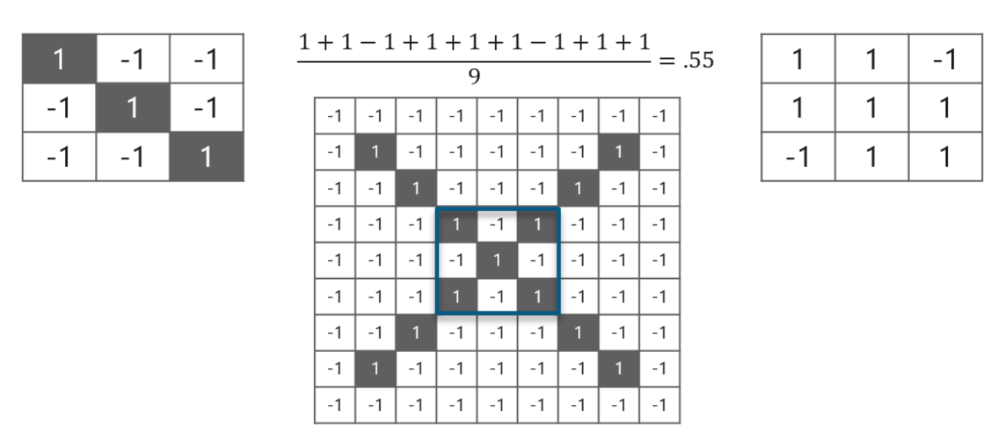 1 -1 -1
-1 1 -1
-1 -1 1
1 + 1 − 1 + 1 + 1 + 1 − 1 + 1 + 1
9
= .55
-1 -1 -1 -1 -1 -1 -1 -1 -1
-1 1 -1 -1 -1 -1 -1 1 -1
-1 -1 1 -1 -1 -1 1 -1 -1
-1 -1 -1 1 -1 1 -1 -1 -1
-1 -1 -1 -1 1 -1 -1 -1 -1
-1 -1 -1 1 -1 1 -1 -1 -1
-1 -1 1 -1 -1 -1 1 -1 -1
-1 1 -1 -1 -1 -1 -1 1 -1
-1 -1 -1 -1 -1 -1 -1 -1 -1
1 1 -1
1 1 1
-1 1 1